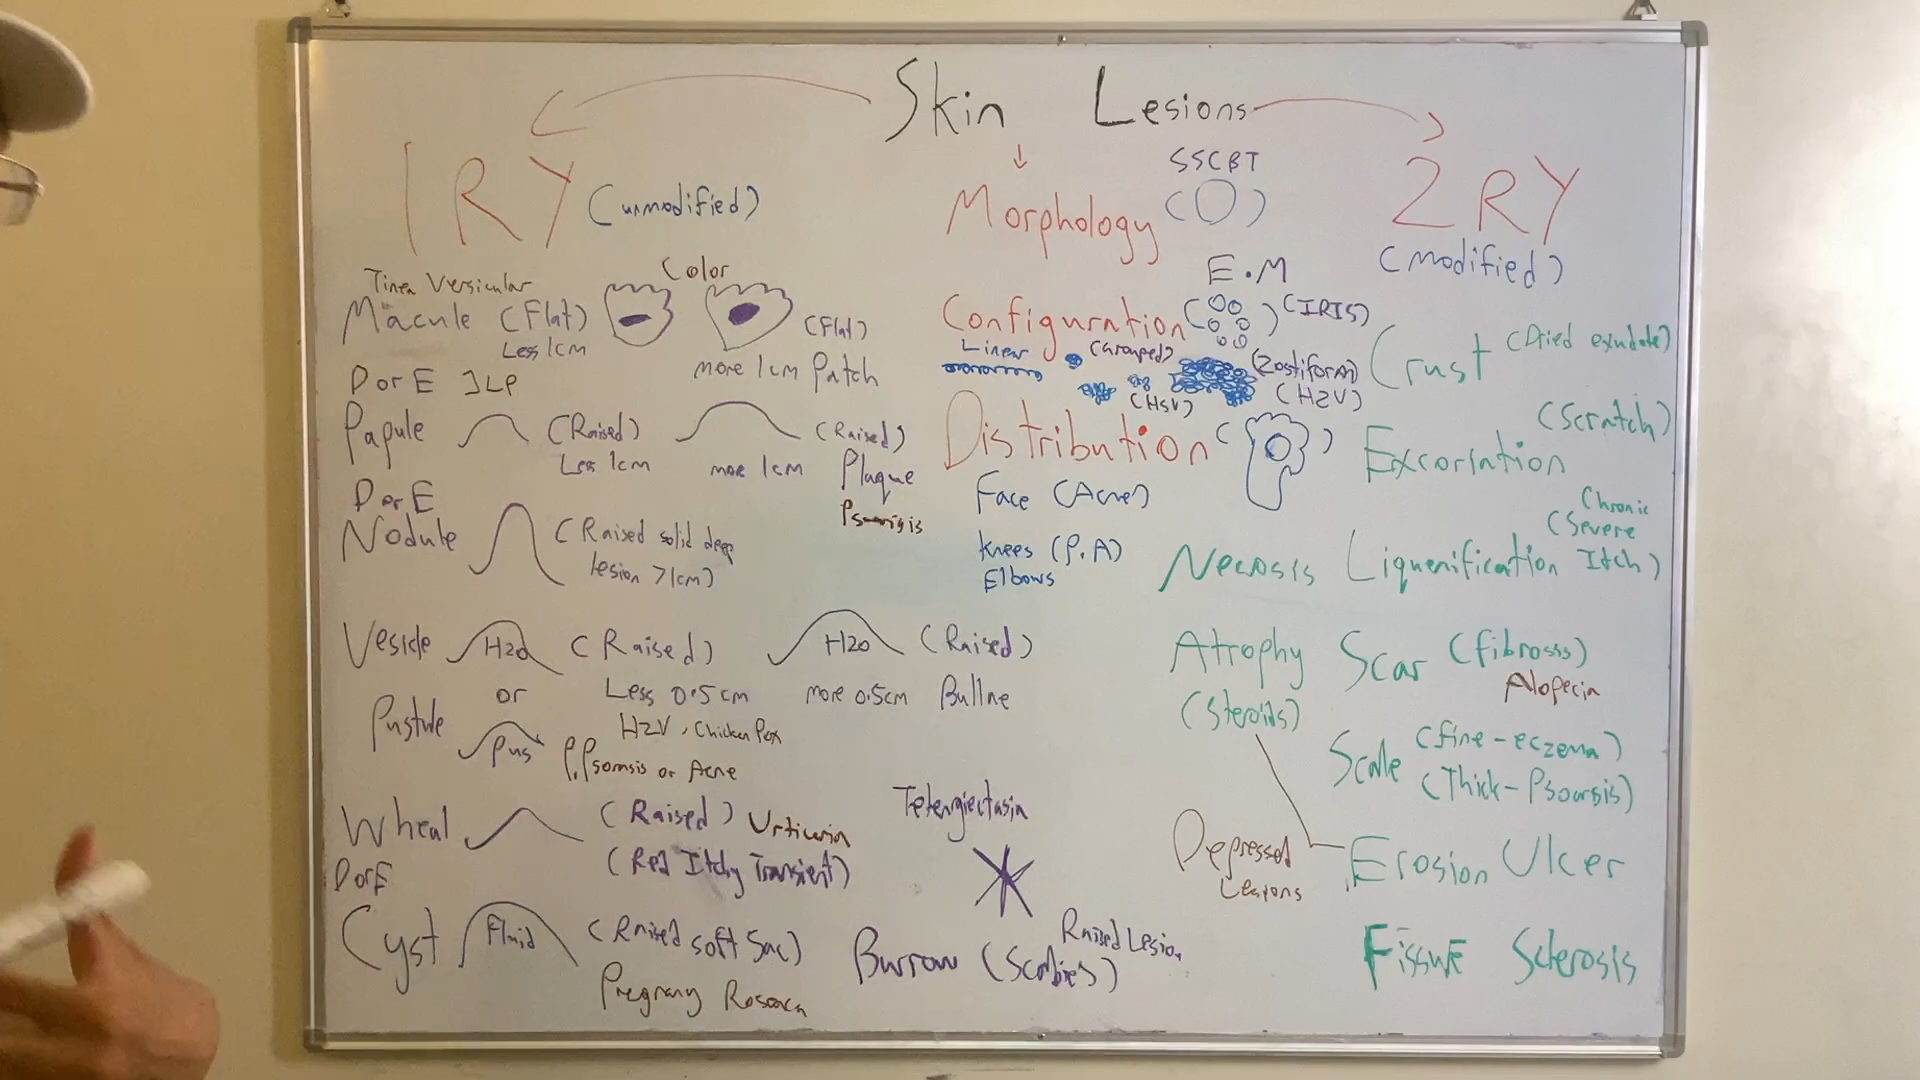 Skin Lesions
1RY (unmodified)
Tinea Versicular
Color
Macule (Flat)
Less 1cm
(Flat)
more 1cm Patch
D or E JLP
Papule (Raised)
Less 1cm
(Raised)
more 1cm Plaque
D or E
Nodule (Raised solid deep
lesion >1cm)
Vesicle H2O (Raised)
or Less 0.5cm
H2O (Raised)
more 0.5cm Bullae
Pustule Pus
HZV, Chicken Pox
P.Psorasis or Acne
Wheal (Raised) Urticaria
(Red Itchy Transient)
D or E
Cyst Fluid (Raised soft Sac)
Pregnany Rosacea
SSCBT
Morphology ( )
E.M
Configuration ( ) (IRIS)
Linear (Grouped) (Zostiform)
(HSV) (HZV)
Distribution ( )
Face (Acne)
Knees (P.A)
Elbows
Telengiectasia
Burrow (Scabies)
Raised Lesion
2RY
(modified)
Crust (Dried exudate)
(Scratch)
Excoriation
Chronic
(Severe
Necrosis Liquenification Itch)
Atrophy Scar (fibrosis)
(Steroids) Alopecia
Scale (fine-eczema)
(Thick-Psoarsis)
Depressed
Lesions
Erosion Ulcer
Fissure Sclerosis